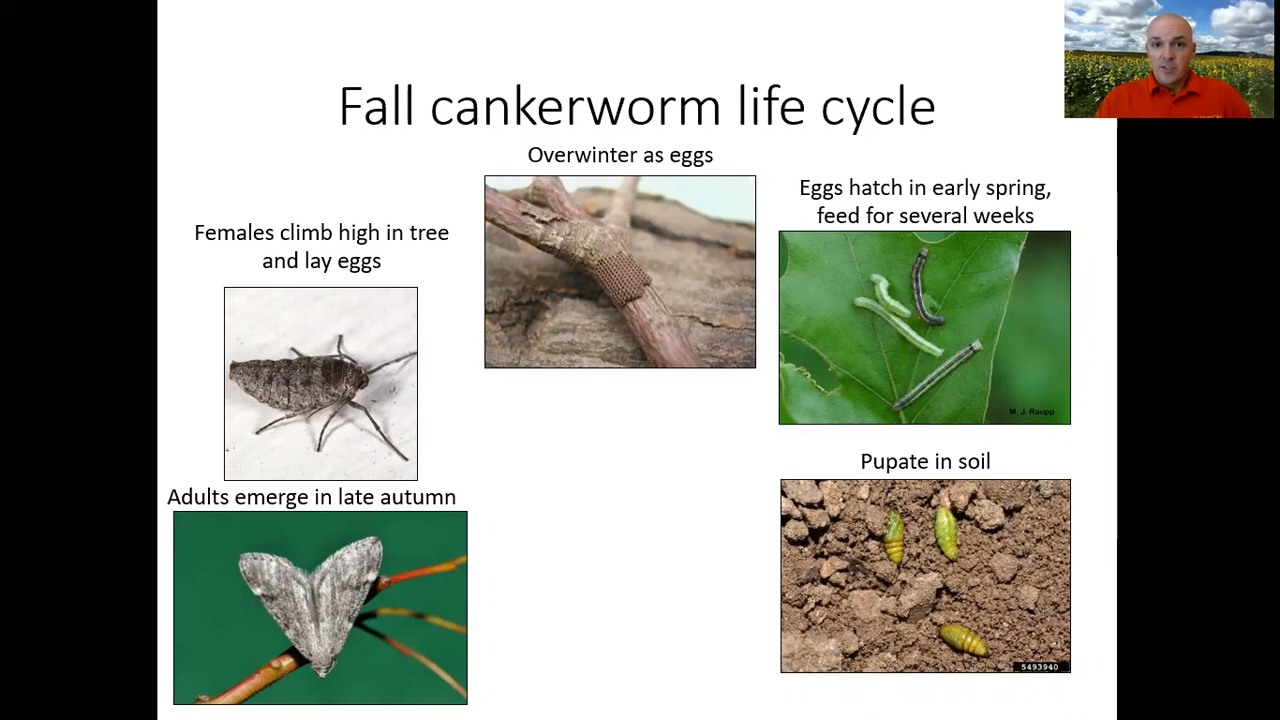 Fall cankerworm life cycle
Overwinter as eggs
Eggs hatch in early spring,
feed for several weeks
M. J. Raupp
Pupate in soil
5493940
Females climb high in tree
and lay eggs
Adults emerge in late autumn